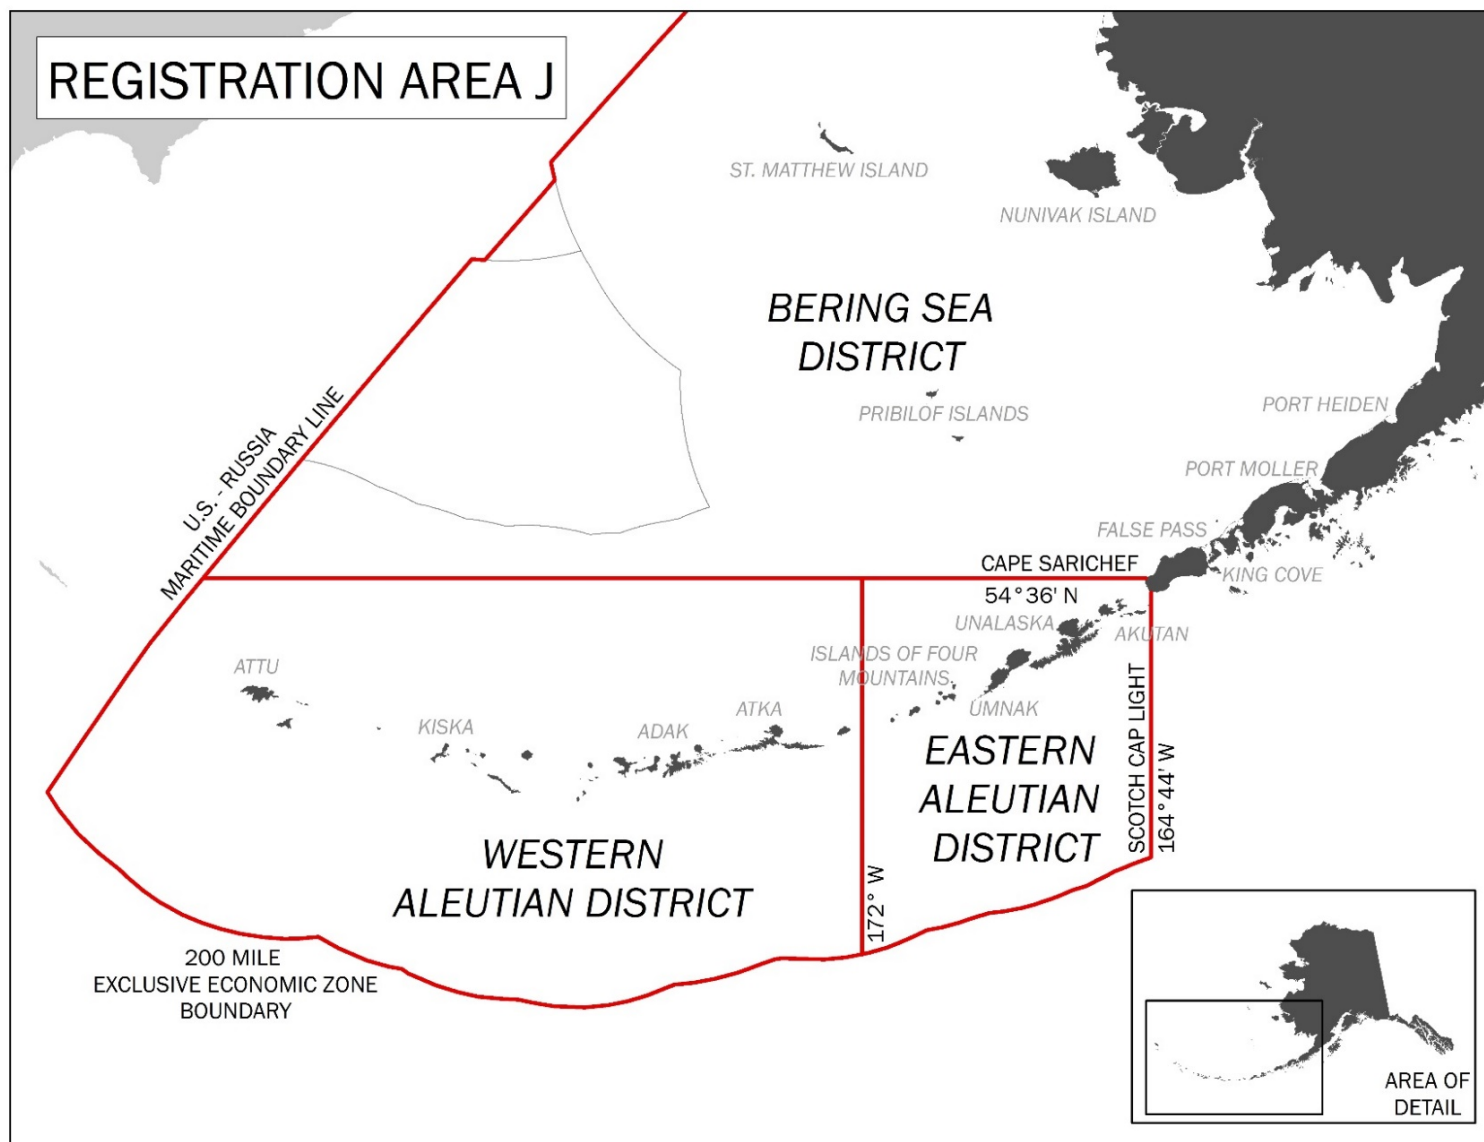 REGISTRATION AREA J
ST. MATTHEW ISLAND
NUNIVAK ISLAND
BERING SEA
DISTRICT
PRIBILOF ISLANDS
PORT HEIDEN
PORT MOLLER
FALSE PASS
KING COVE
U.S. - RUSSIA
MARITIME BOUNDARY LINE
CAPE SARICHEF
54°36' N
UNALASKA
AKUTAN
ISLANDS OF FOUR
MOUNTAINS
UMNAK
ATTU
KISKA
ADAK
ATKA
EASTERN
ALEUTIAN
DISTRICT
SCOTCH CAP LIGHT
164°44' W
WESTERN
ALEUTIAN DISTRICT
172° W
200 MILE
EXCLUSIVE ECONOMIC ZONE
BOUNDARY
AREA OF
DETAIL